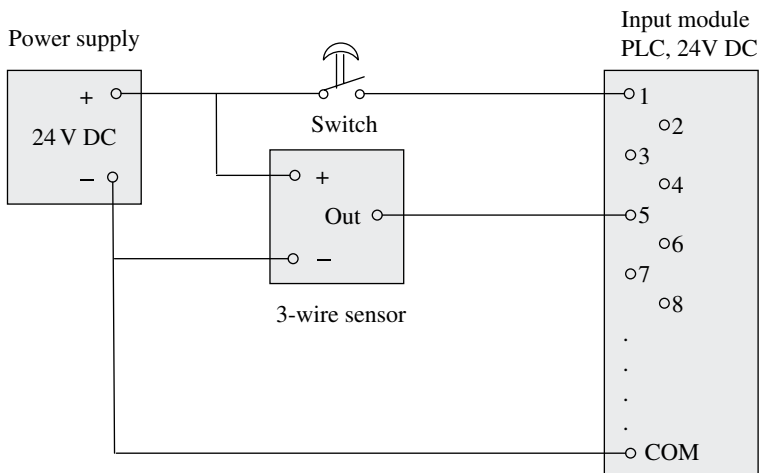 Power supply
+
24 V DC
−
Switch
+
Out
−
3-wire sensor
Input module
PLC, 24V DC
1
2
3
4
5
6
7
8
.
.
.
.
COM